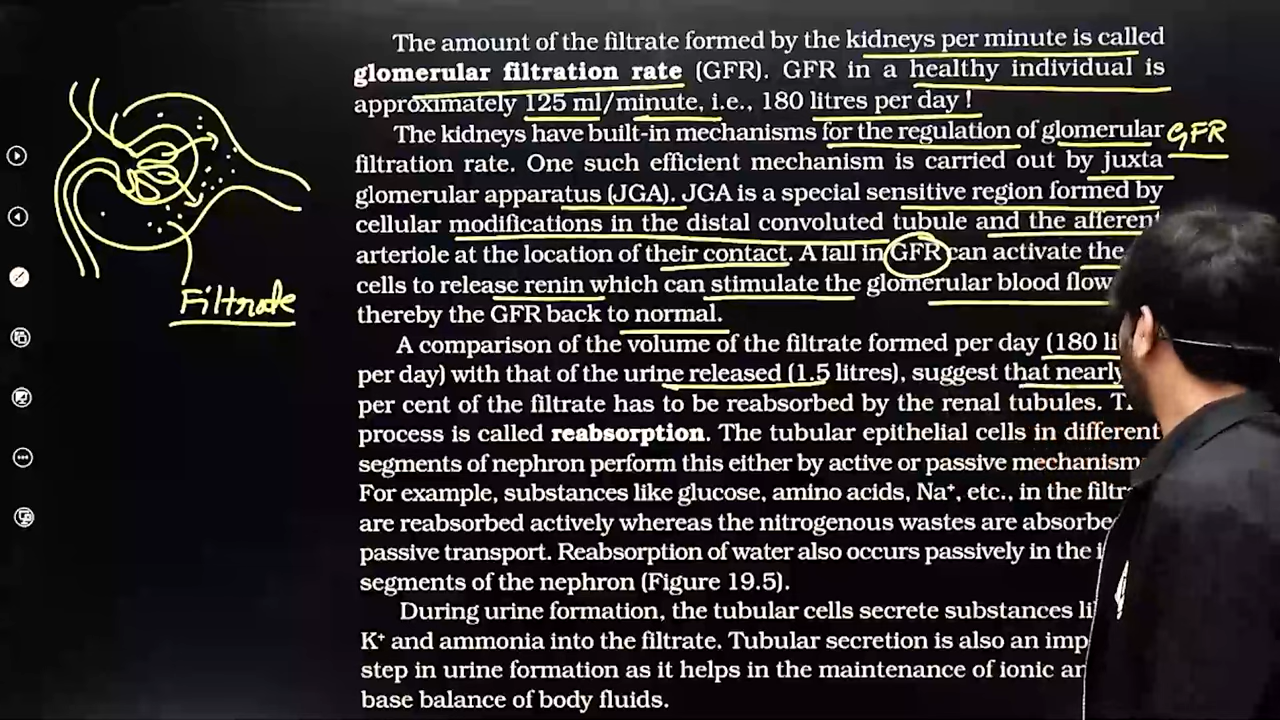 The amount of the filtrate formed by the kidneys per minute is called
glomerular filtration rate (GFR). GFR in a healthy individual is
approximately 125 ml/minute, i.e., 180 litres per day !
The kidneys have built-in mechanisms for the regulation of glomerular GFR
filtration rate. One such efficient mechanism is carried out by juxta
glomerular apparatus (JGA). JGA is a special sensitive region formed by
cellular modifications in the distal convoluted tubule and the afferent
arteriole at the location of their contact. A fall in GFR can activate the
cells to release renin which can stimulate the glomerular blood flow
thereby the GFR back to normal.
Filtrate
A comparison of the volume of the filtrate formed per day (180 li
per day) with that of the urine released (1.5 litres), suggest that nearly
per cent of the filtrate has to be reabsorbed by the renal tubules.
process is called reabsorption. The tubular epithelial cells in different
segments of nephron perform this either by active or passive mechanism
For example, substances like glucose, amino acids, Na⁺, etc., in the filtr
are reabsorbed actively whereas the nitrogenous wastes are absorbe
passive transport. Reabsorption of water also occurs passively in the i
segments of the nephron (Figure 19.5).
During urine formation, the tubular cells secrete substances li
K⁺ and ammonia into the filtrate. Tubular secretion is also an imp
step in urine formation as it helps in the maintenance of ionic an
base balance of body fluids.